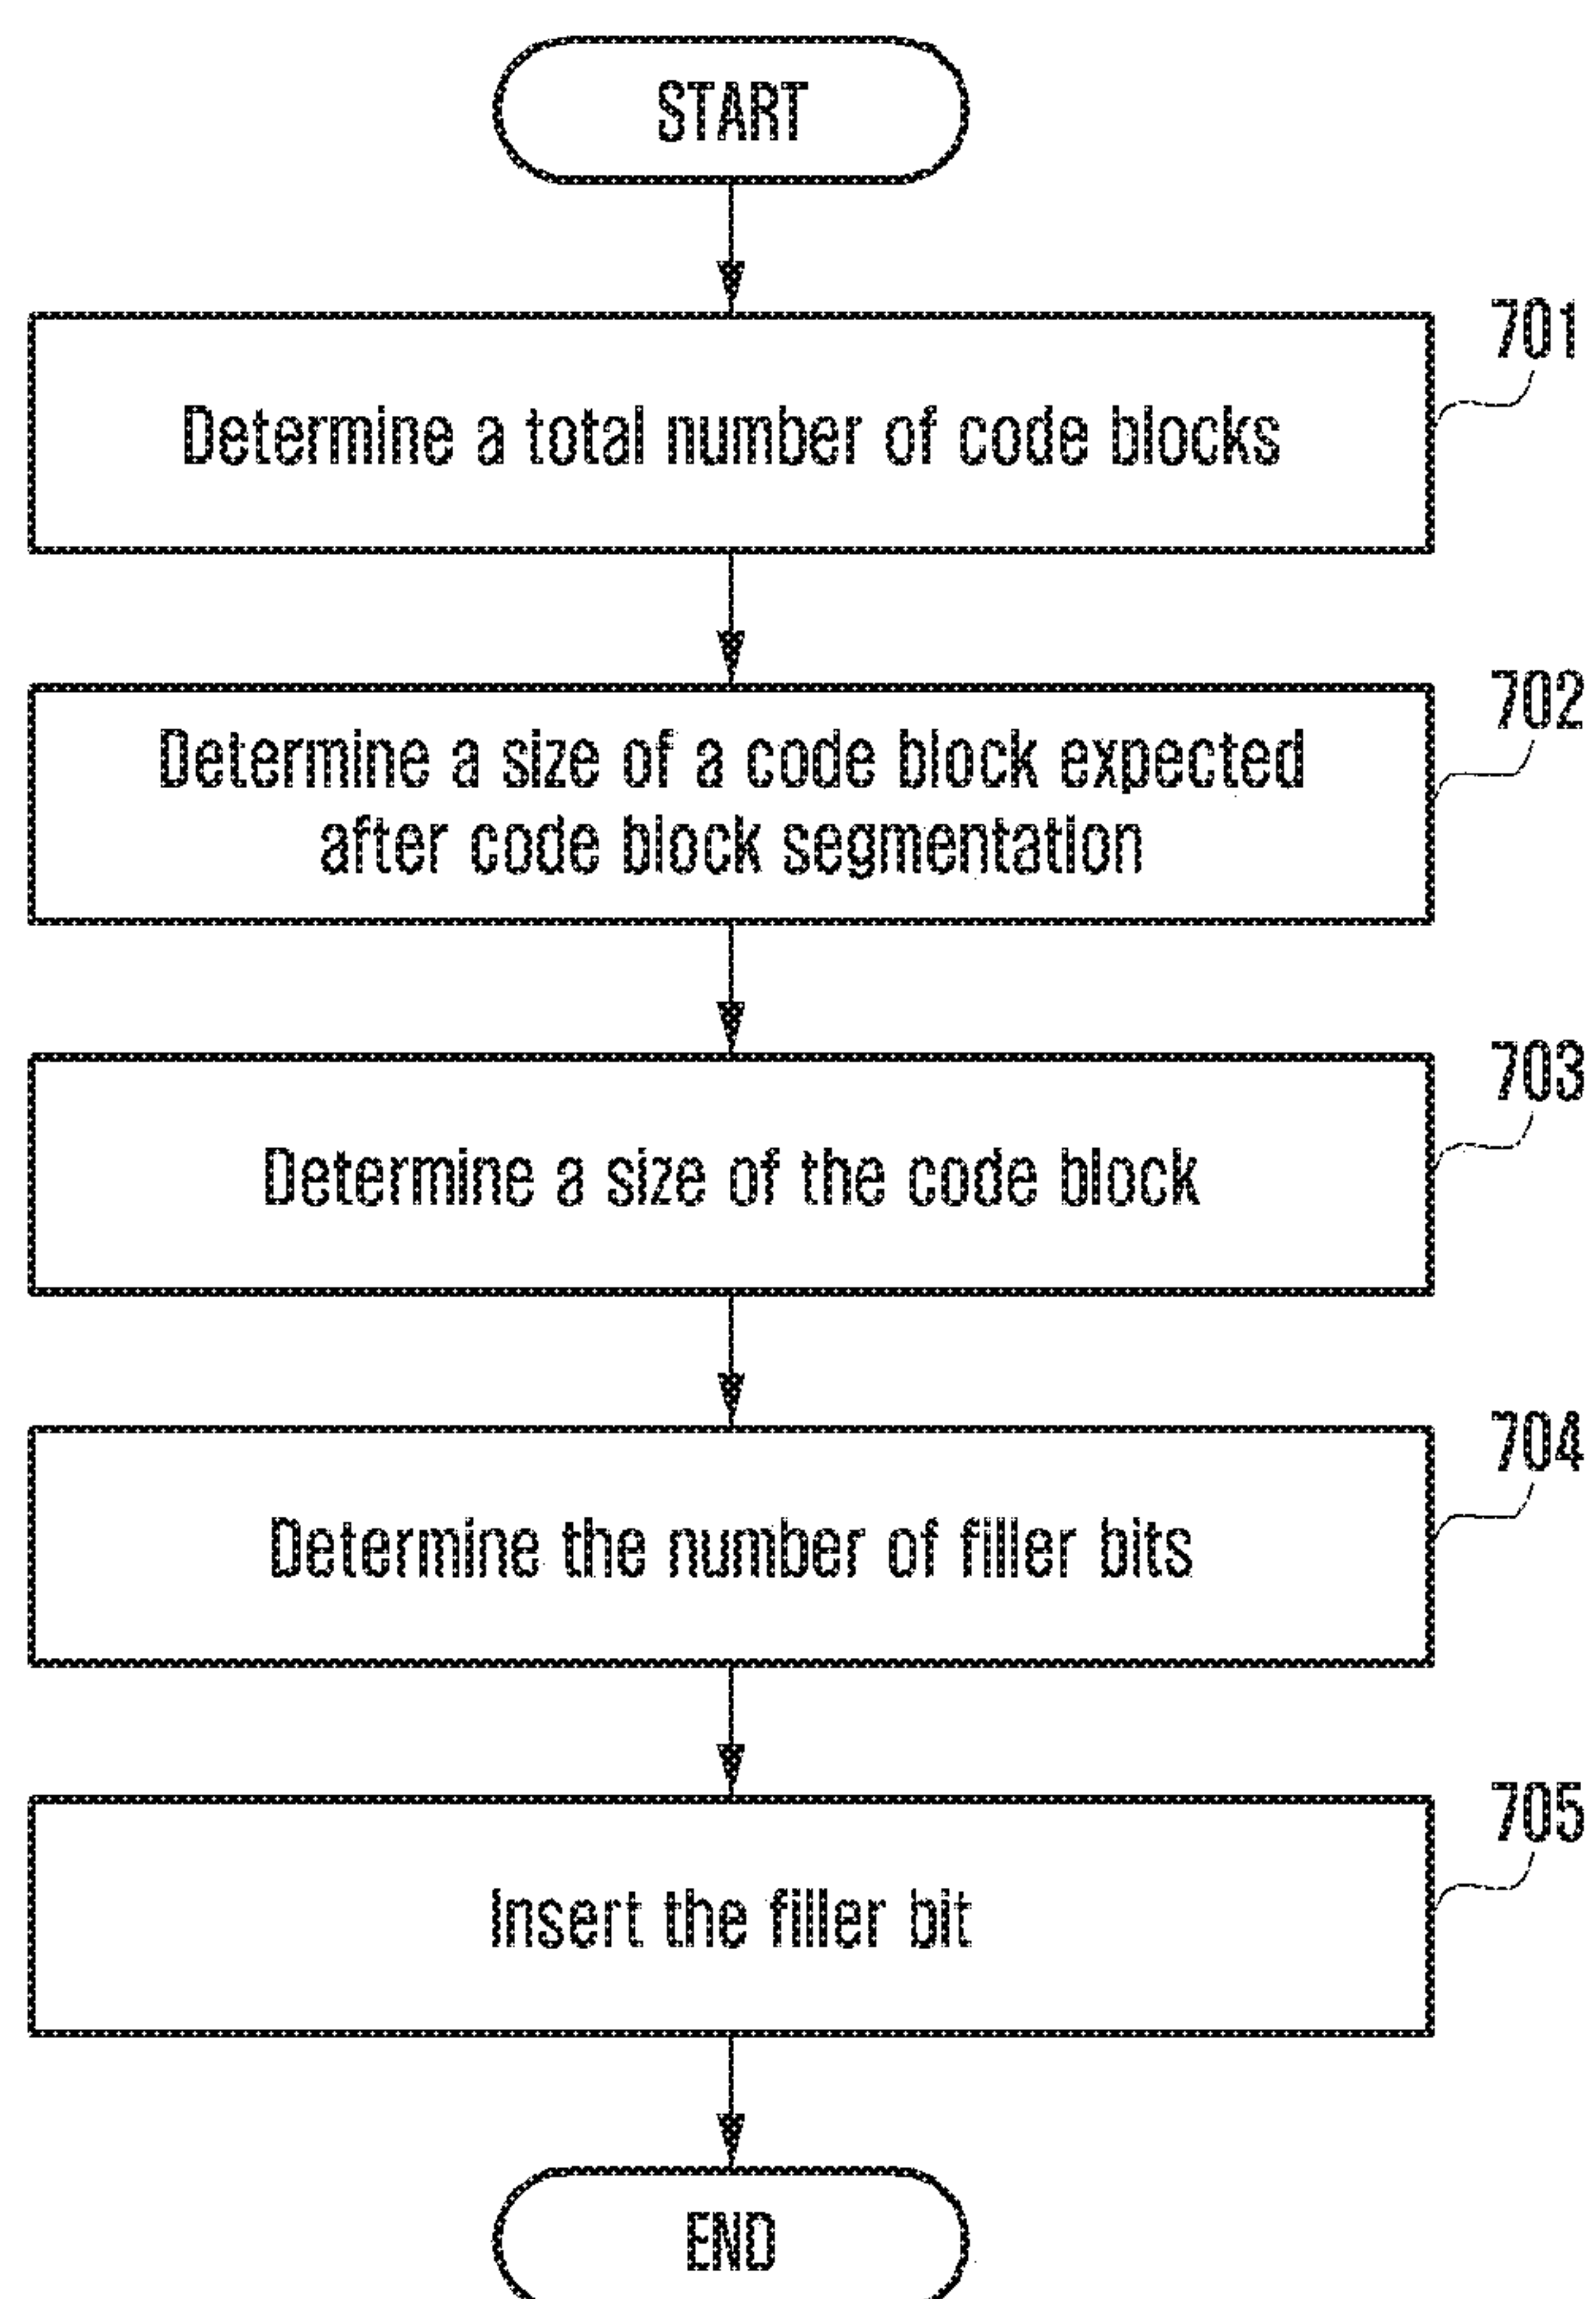 START
701
Determine a total number of code blocks
702
Determine a size of a code block expected
after code block segmentation
703
Determine a size of the code block
704
Determine the number of filler bits
705
Insert the filler bit
END